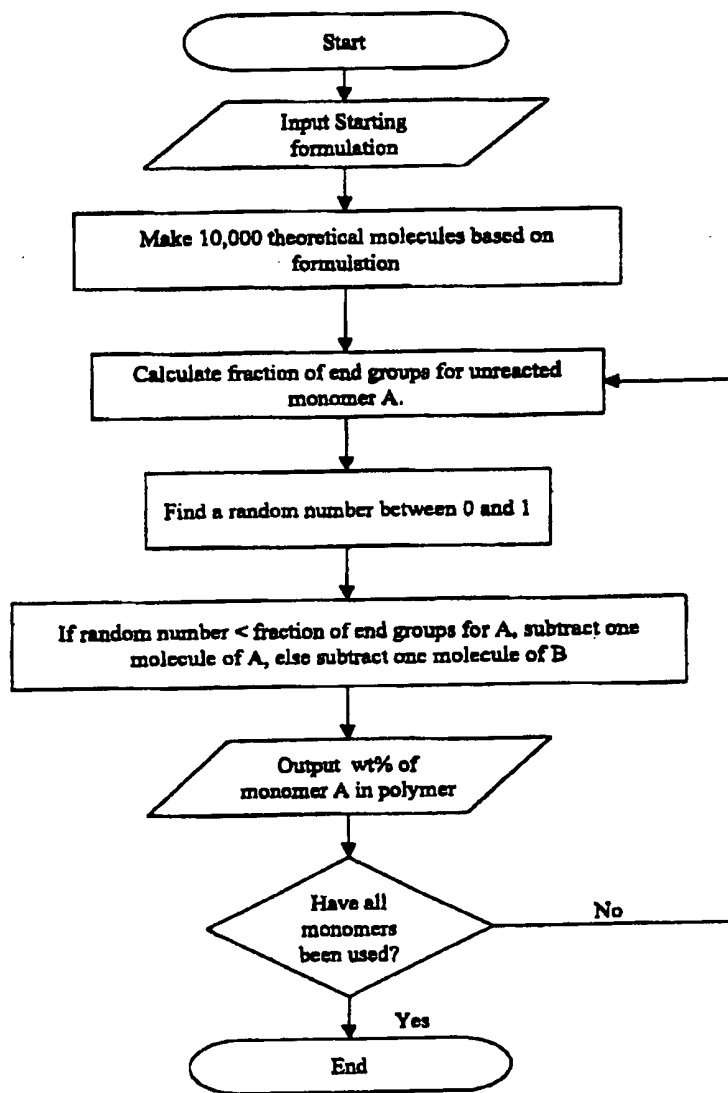 Start
Input Starting
formulation
Make 10,000 theoretical molecules based on
formulation
Calculate fraction of end groups for unreacted
monomer A.
Find a random number between 0 and 1
If random number < fraction of end groups for A, subtract one
molecule of A, else subtract one molecule of B
Output wt% of
monomer A in polymer
Have all
monomers
been used?
No
Yes
End